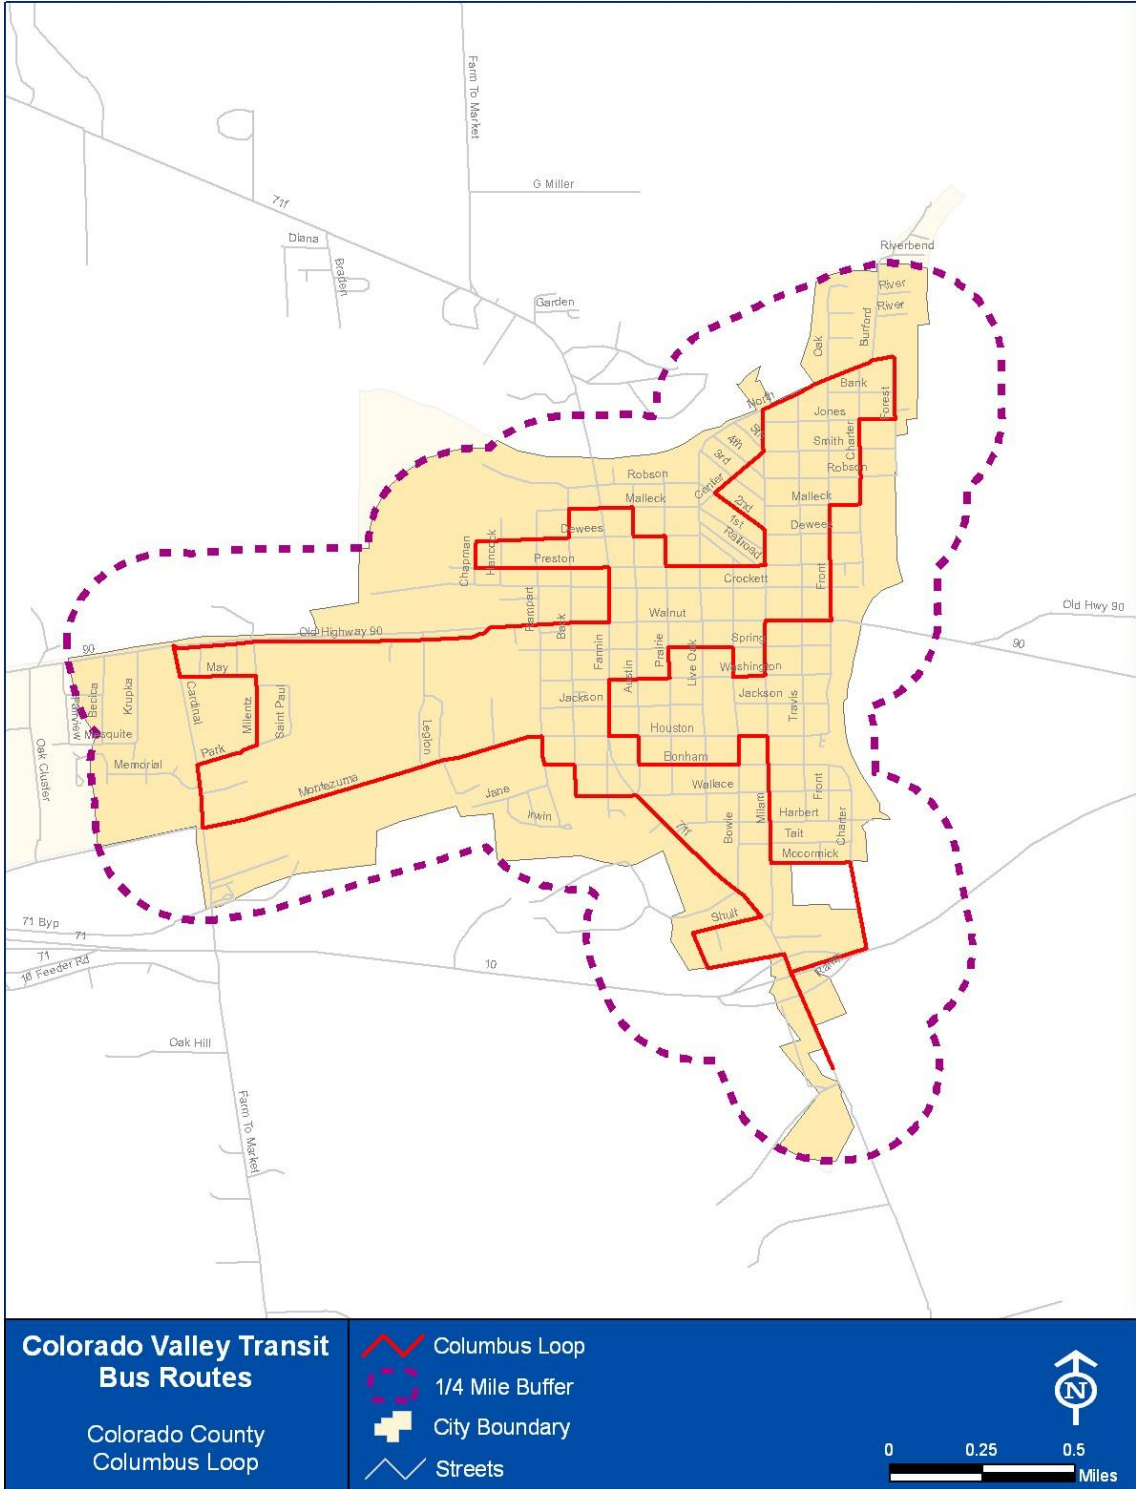 Farm To Market
G Miller
71f
Diana
Braden
Garden
Riverbend
River
River
Burford
Oak
Bank
North
Forest
Jones
5th
4th
Smith
Charter
3rd
Robson
Robson
Center
Malleck
2nd
Malleck
1st
Dewees
Dewees
Railroad
Hancock
Chapman
Preston
Crockett
Front
Rampart
Back
Walnut
Old Hwy 90
Old Highway 90
90
90
Spring
Fannin
Prairie
Live Oak
Washington
May
Austin
Cardinal
Krupka
Becica
Fairview
Milentz
Saint Paul
Jackson
Jackson
Travis
Mesquite
Legion
Houston
Park
Bonham
Memorial
Oak Cluster
Montezuma
Jane
Wallace
Front
Irwin
71f
Milam
Bowie
Harbert
Charter
Tait
Mccormick
71 Byp
71
71
10 Feeder Rd
10
Shult
Ramp
Oak Hill
Farm To Market
Colorado Valley Transit
Bus Routes
Colorado County
Columbus Loop
Columbus Loop
1/4 Mile Buffer
City Boundary
Streets
N
0 0.25 0.5
Miles